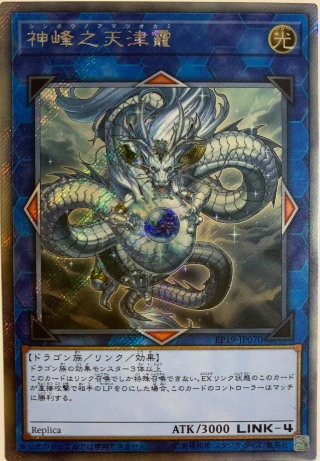 シンホウノアマツオカミ
神峰之天津靇
光
EP19-JP070
【ドラゴン族／リンク／効果】
ドラゴン族の効果モンスター３体以上
このカードはリンク召喚でしか特殊召喚できない。EXリンク状態のこのカード
が直接攻撃で相手のLPを０にした場合、このカードのコントローラーはマッチ
に勝利する。
Replica
ATK/3000 LINK-4